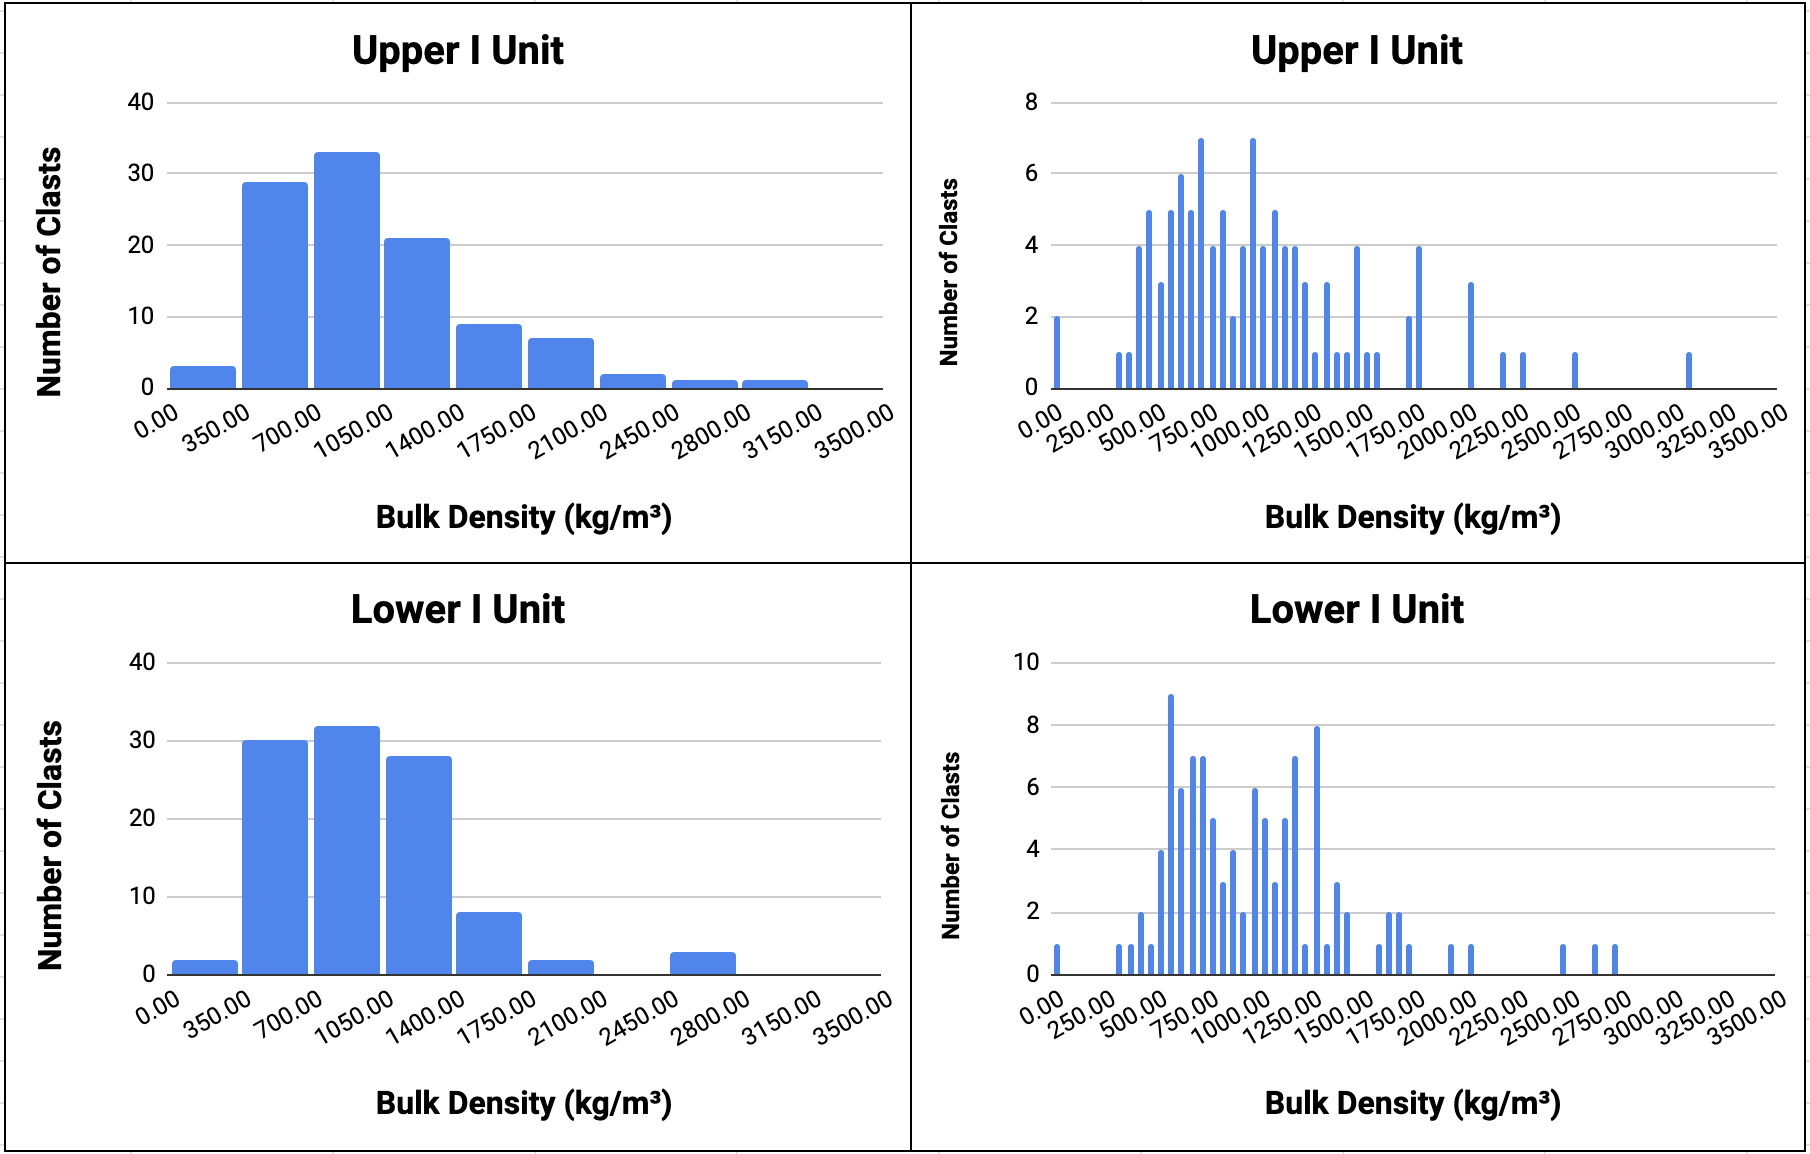 Upper I Unit
Number of Clasts
40
30
20
10
0
0.00 350.00 700.00 1050.00 1400.00 1750.00 2100.00 2450.00 2800.00 3150.00 3500.00
Bulk Density (kg/m³)
Upper I Unit
Number of Clasts
8
6
4
2
0
0.00 250.00 500.00 750.00 1000.00 1250.00 1500.00 1750.00 2000.00 2250.00 2500.00 2750.00 3000.00 3250.00 3500.00
Bulk Density (kg/m³)
Lower I Unit
Number of Clasts
40
30
20
10
0
0.00 350.00 700.00 1050.00 1400.00 1750.00 2100.00 2450.00 2800.00 3150.00 3500.00
Bulk Density (kg/m³)
Lower I Unit
Number of Clasts
10
8
6
4
2
0
0.00 250.00 500.00 750.00 1000.00 1250.00 1500.00 1750.00 2000.00 2250.00 2500.00 2750.00 3000.00 3250.00 3500.00
Bulk Density (kg/m³)